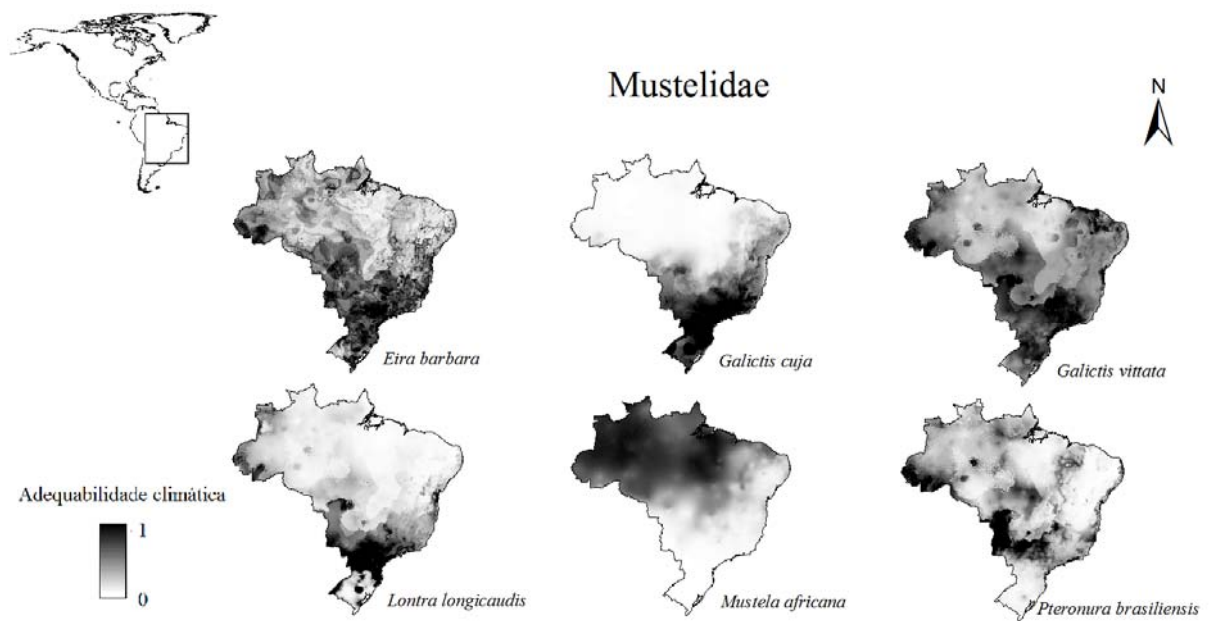 Mustelidae
N
Eira barbara
Galictis cuja
Galictis vittata
Adequabilidade climática
1
0
Lontra longicaudis
Mustela africana
Pteronura brasiliensis